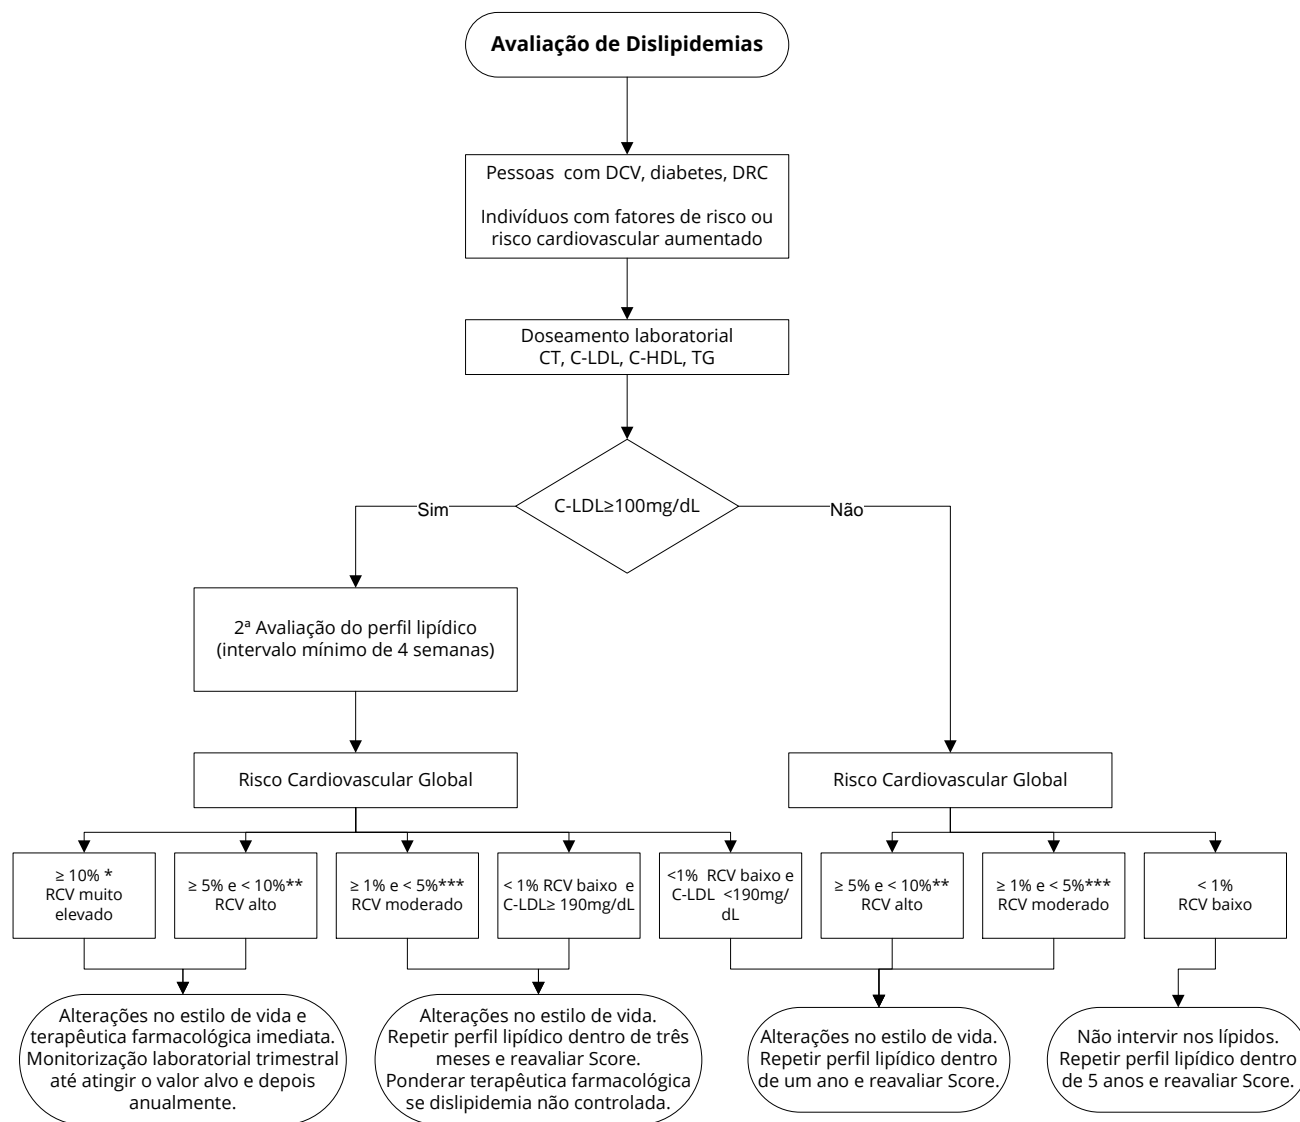 Avaliação de Dislipidemias
Pessoas com DCV, diabetes, DRC
Indivíduos com fatores de risco ou
risco cardiovascular aumentado
Doseamento laboratorial
CT, C-LDL, C-HDL, TG
C-LDL≥100mg/dL
Sim
Não
2ª Avaliação do perfil lipídico
(intervalo mínimo de 4 semanas)
Risco Cardiovascular Global
Risco Cardiovascular Global
≥ 10% *
RCV muito
elevado
≥ 5% e < 10%**
RCV alto
≥ 1% e < 5%***
RCV moderado
< 1% RCV baixo e
C-LDL≥ 190mg/dL
<1% RCV baixo e
C-LDL <190mg/
dL
≥ 5% e < 10%**
RCV alto
≥ 1% e < 5%***
RCV moderado
< 1%
RCV baixo
Alterações no estilo de vida e
terapêutica farmacológica imediata.
Monitorização laboratorial trimestral
até atingir o valor alvo e depois
anualmente.
Alterações no estilo de vida.
Repetir perfil lipídico dentro de três
meses e reavaliar Score.
Ponderar terapêutica farmacológica
se dislipidemia não controlada.
Alterações no estilo de vida.
Repetir perfil lipídico dentro
de um ano e reavaliar Score.
Não intervir nos lípidos.
Repetir perfil lipídico dentro
de 5 anos e reavaliar Score.